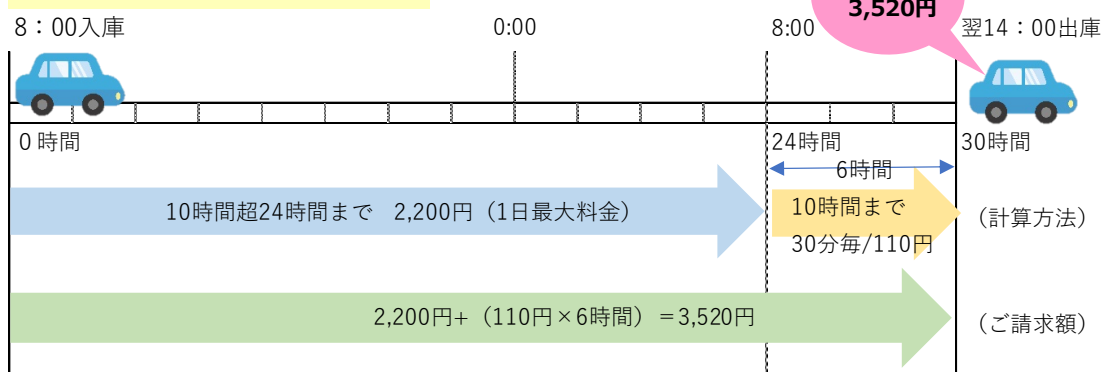 3,520円
8：00入庫
0:00
8:00
翌14：00出庫
0時間
24時間
30時間
6時間
10時間超24時間まで　2,200円（1日最大料金）
10時間まで
30分毎/110円
（計算方法）
2,200円+（110円×6時間）＝3,520円
（ご請求額）